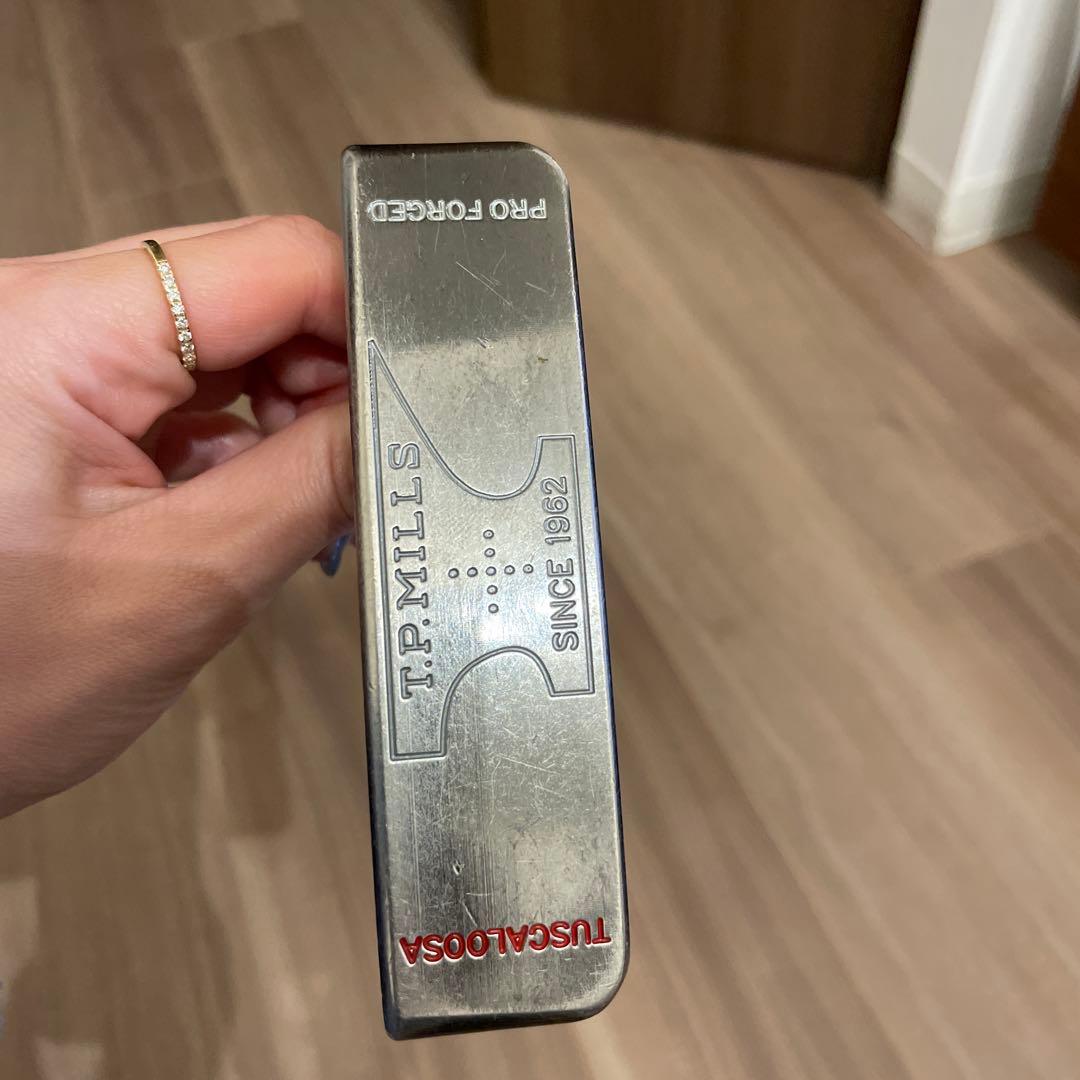 PRO FORGED
T.P.MILLS
SINCE 1962
TUSCALOOSA